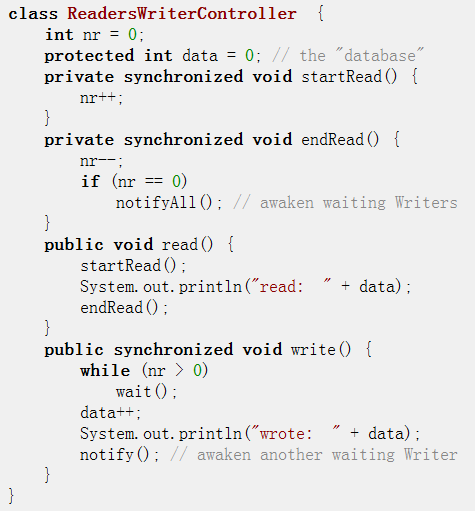 class ReadersWriterController  {
    int nr = 0;
    protected int data = 0; // the "database"
    private synchronized void startRead() {
        nr++;
    }
    private synchronized void endRead() {
        nr--;
        if (nr == 0)
            notifyAll(); // awaken waiting Writers
    }
    public void read() {
        startRead();
        System.out.println("read:  " + data);
        endRead();
    }
    public synchronized void write() {
        while (nr > 0)
            wait();
        data++;
        System.out.println("wrote:  " + data);
        notify(); // awaken another waiting Writer
    }
}